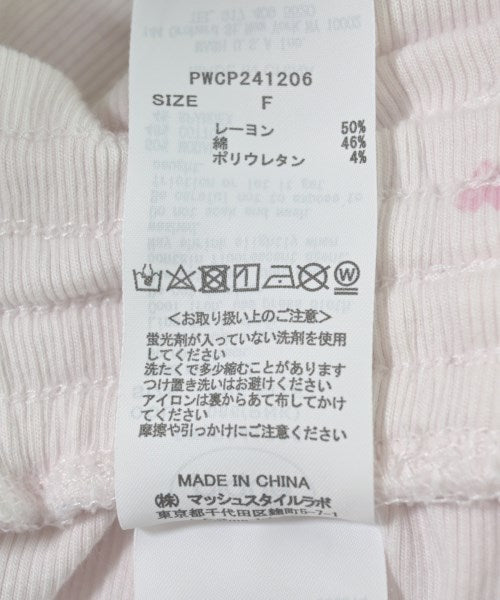 PWCP241206
SIZE F
レーヨン 50%
綿 46%
ポリウレタン 4%
＜お取り扱い上のご注意＞
蛍光剤が入っていない洗剤を使用
してください
洗たくで多少縮むことがあります
つけ置き洗いはお避けください
アイロンは裏からあて布してかけ
てください
摩擦や引っかけにご注意ください
MADE IN CHINA
(株) マッシュスタイルラボ
東京都千代田区麹町5-7-1